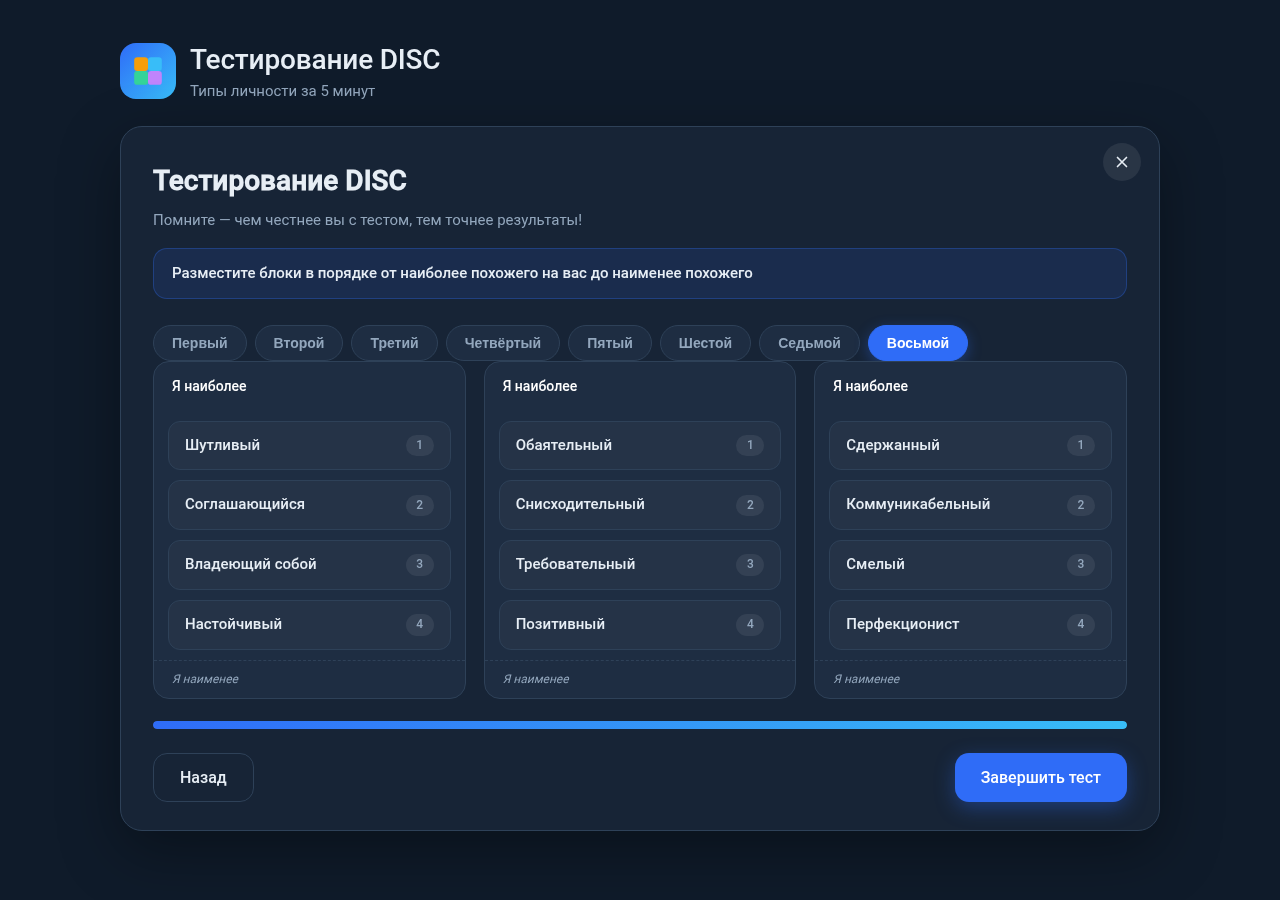 Тестирование DISC
Типы личности за 5 минут
Тестирование DISC
Помните — чем честнее вы с тестом, тем точнее результаты!
Разместите блоки в порядке от наиболее похожего на вас до наименее похожего
Первый Второй Третий Четвёртый Пятый Шестой Седьмой Восьмой
Я наиболее
Шутливый 1
Соглашающийся 2
Владеющий собой 3
Настойчивый 4
Я наименее
Я наиболее
Обаятельный 1
Снисходительный 2
Требовательный 3
Позитивный 4
Я наименее
Я наиболее
Сдержанный 1
Коммуникабельный 2
Смелый 3
Перфекционист 4
Я наименее
Назад
Завершить тест